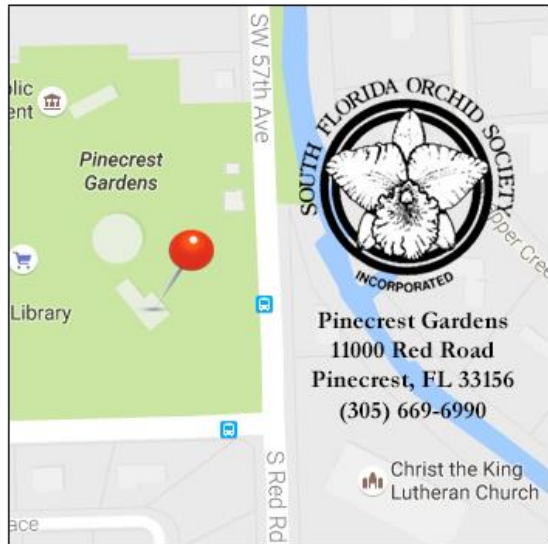 SW 57th Ave
SOUTH FLORIDA ORCHID SOCIETY
INCORPORATED
Pinecrest
Gardens
Library
Pinecrest Gardens
11000 Red Road
Pinecrest, FL 33156
(305) 669-6990
S Red Rd
Christ the King
Lutheran Church